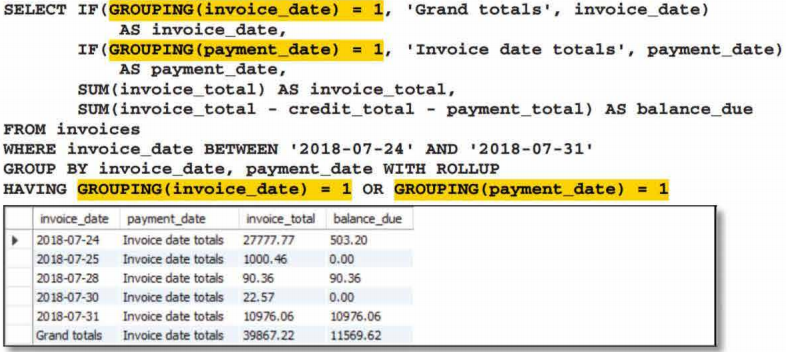 SELECT IF(GROUPING(invoice_date) = 1, 'Grand totals', invoice_date)
AS invoice_date,
IF(GROUPING(payment_date) = 1, 'Invoice date totals', payment_date)
AS payment_date,
SUM(invoice_total) AS invoice_total,
SUM(invoice_total - credit_total - payment_total) AS balance_due
FROM invoices
WHERE invoice_date BETWEEN '2018-07-24' AND '2018-07-31'
GROUP BY invoice_date, payment_date WITH ROLLUP
HAVING GROUPING(invoice_date) = 1 OR GROUPING(payment_date) = 1
invoice_date payment_date invoice_total balance_due
2018-07-24 Invoice date totals 27777.77 503.20
2018-07-25 Invoice date totals 1000.46 0.00
2018-07-28 Invoice date totals 90.36 90.36
2018-07-30 Invoice date totals 22.57 0.00
2018-07-31 Invoice date totals 10976.06 10976.06
Grand totals Invoice date totals 39867.22 11569.62